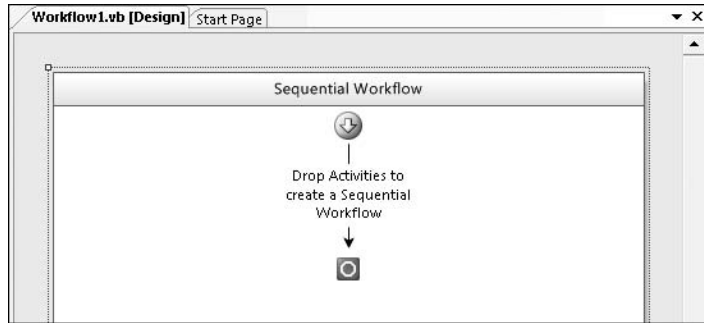 Workflow1.vb [Design] Start Page
Sequential Workflow
Drop Activities to
create a Sequential
Workflow